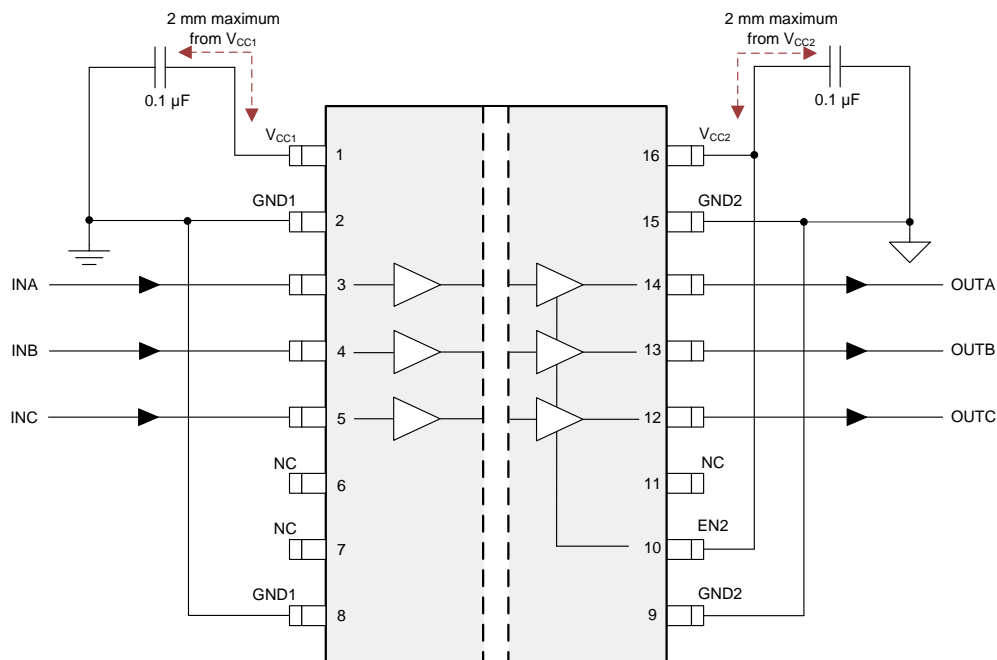 2 mm maximum
from VCC1
0.1 µF
2 mm maximum
from VCC2
0.1 µF
VCC1
1
16
VCC2
GND1
2
15
GND2
INA
3
14
OUTA
INB
4
13
OUTB
INC
5
12
OUTC
NC
6
11
NC
NC
7
10
EN2
GND1
8
9
GND2